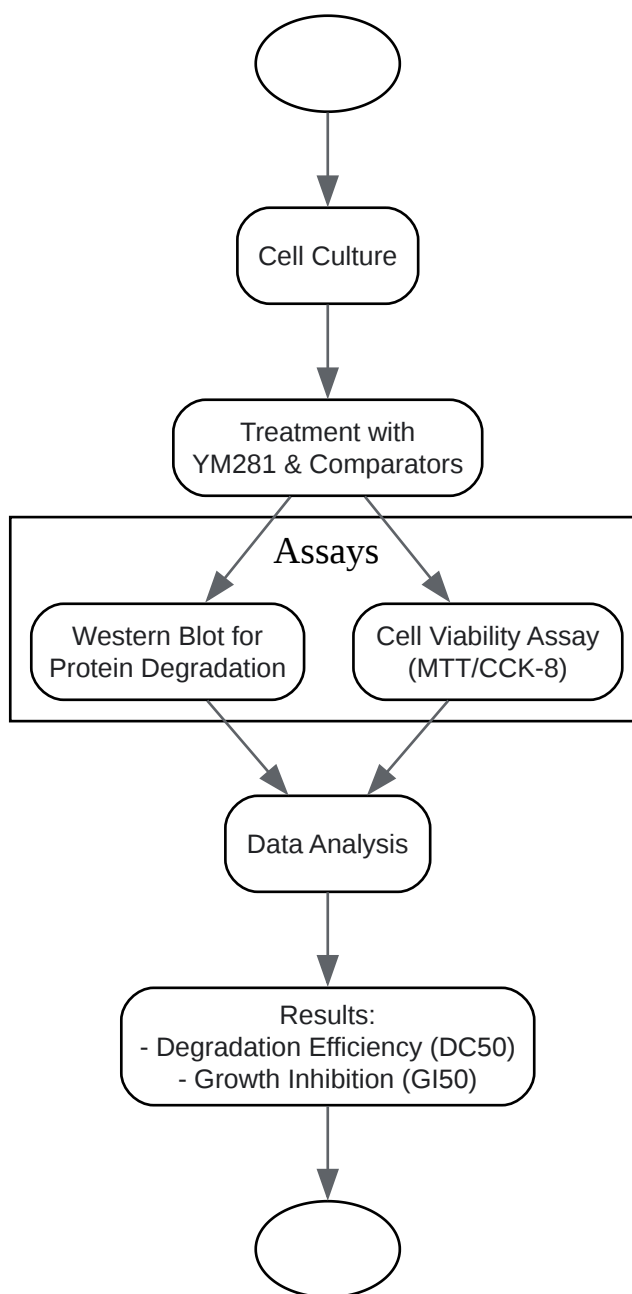 Cell Culture
Treatment with
YM281 & Comparators
Assays
Western Blot for
Protein Degradation
Cell Viability Assay
(MTT/CCK-8)
Data Analysis
Results:
- Degradation Efficiency (DC50)
- Growth Inhibition (GI50)